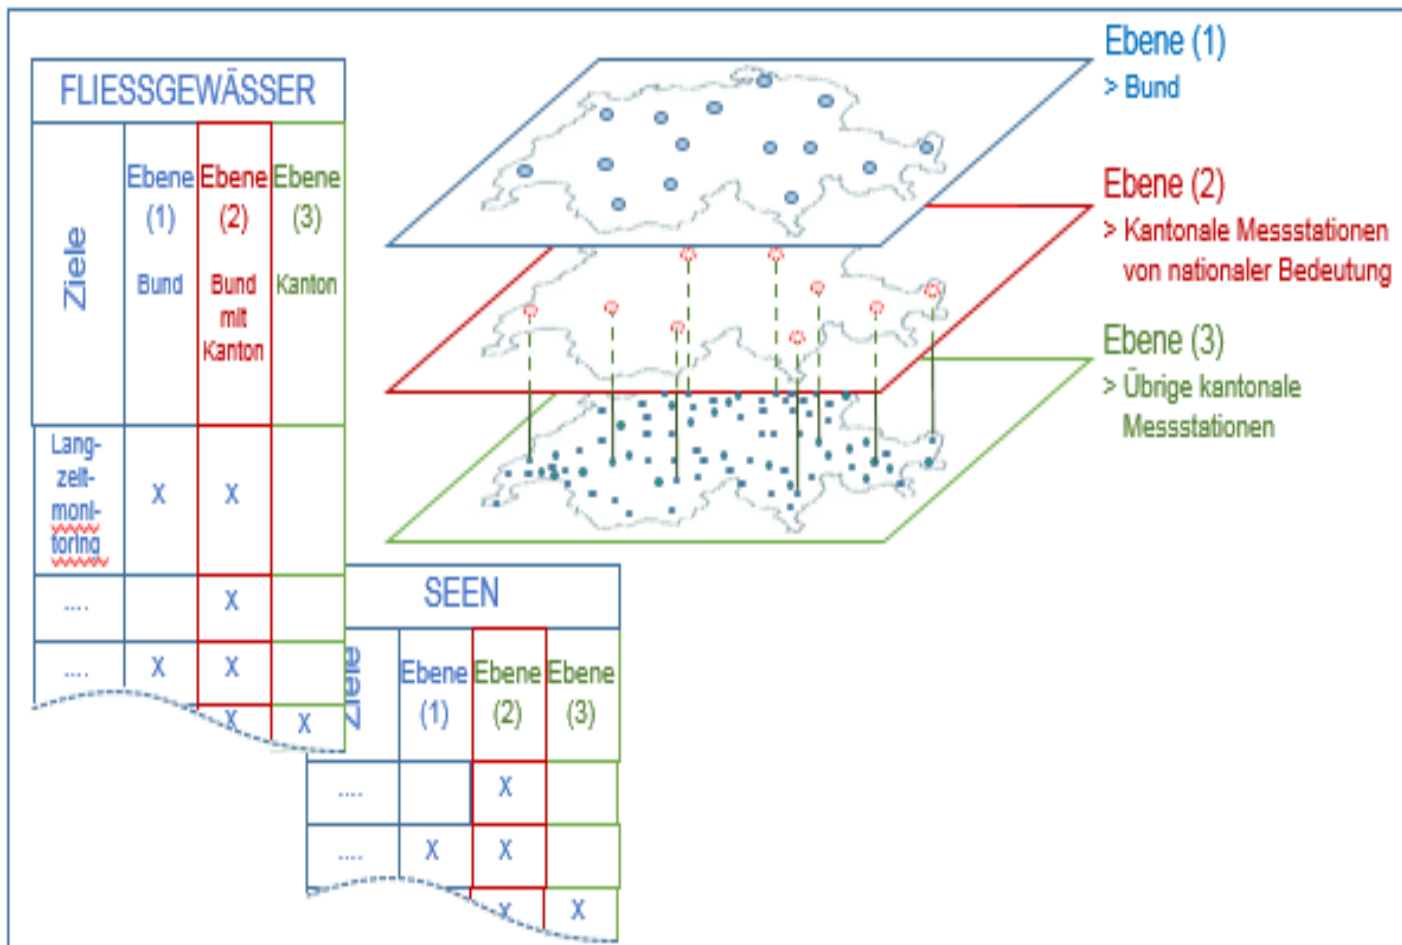 FLIESSGEWÄSSER
Ziele
Ebene (1)
Bund
Ebene (2)
Bund mit Kanton
Ebene (3)
Kanton
Lang-
zeit-
moni-
toring
X X
.... X
.... X X
X X
SEEN
Ziele
Ebene (1)
Ebene (2)
Ebene (3)
.... X
.... X X
X X
Ebene (1)
> Bund
Ebene (2)
> Kantonale Messstationen
von nationaler Bedeutung
Ebene (3)
> Übrige kantonale
Messstationen